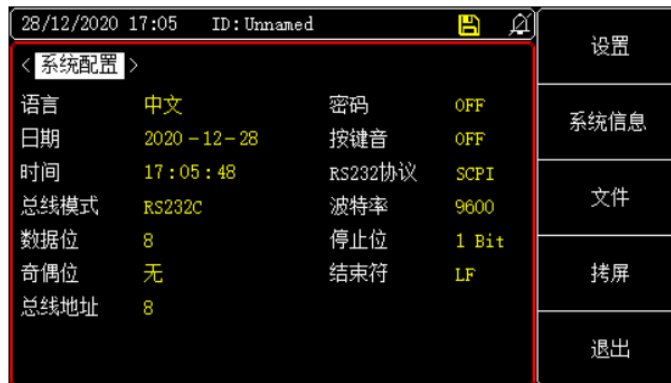 28/12/2020 17:05 ID:Unnamed
< 系统配置 >
语言 中文 密码 OFF
日期 2020-12-28 按键音 OFF
时间 17:05:48 RS232协议 SCPI
总线模式 RS232C 波特率 9600
数据位 8 停止位 1 Bit
奇偶位 无 结束符 LF
总线地址 8
设置
系统信息
文件
拷屏
退出